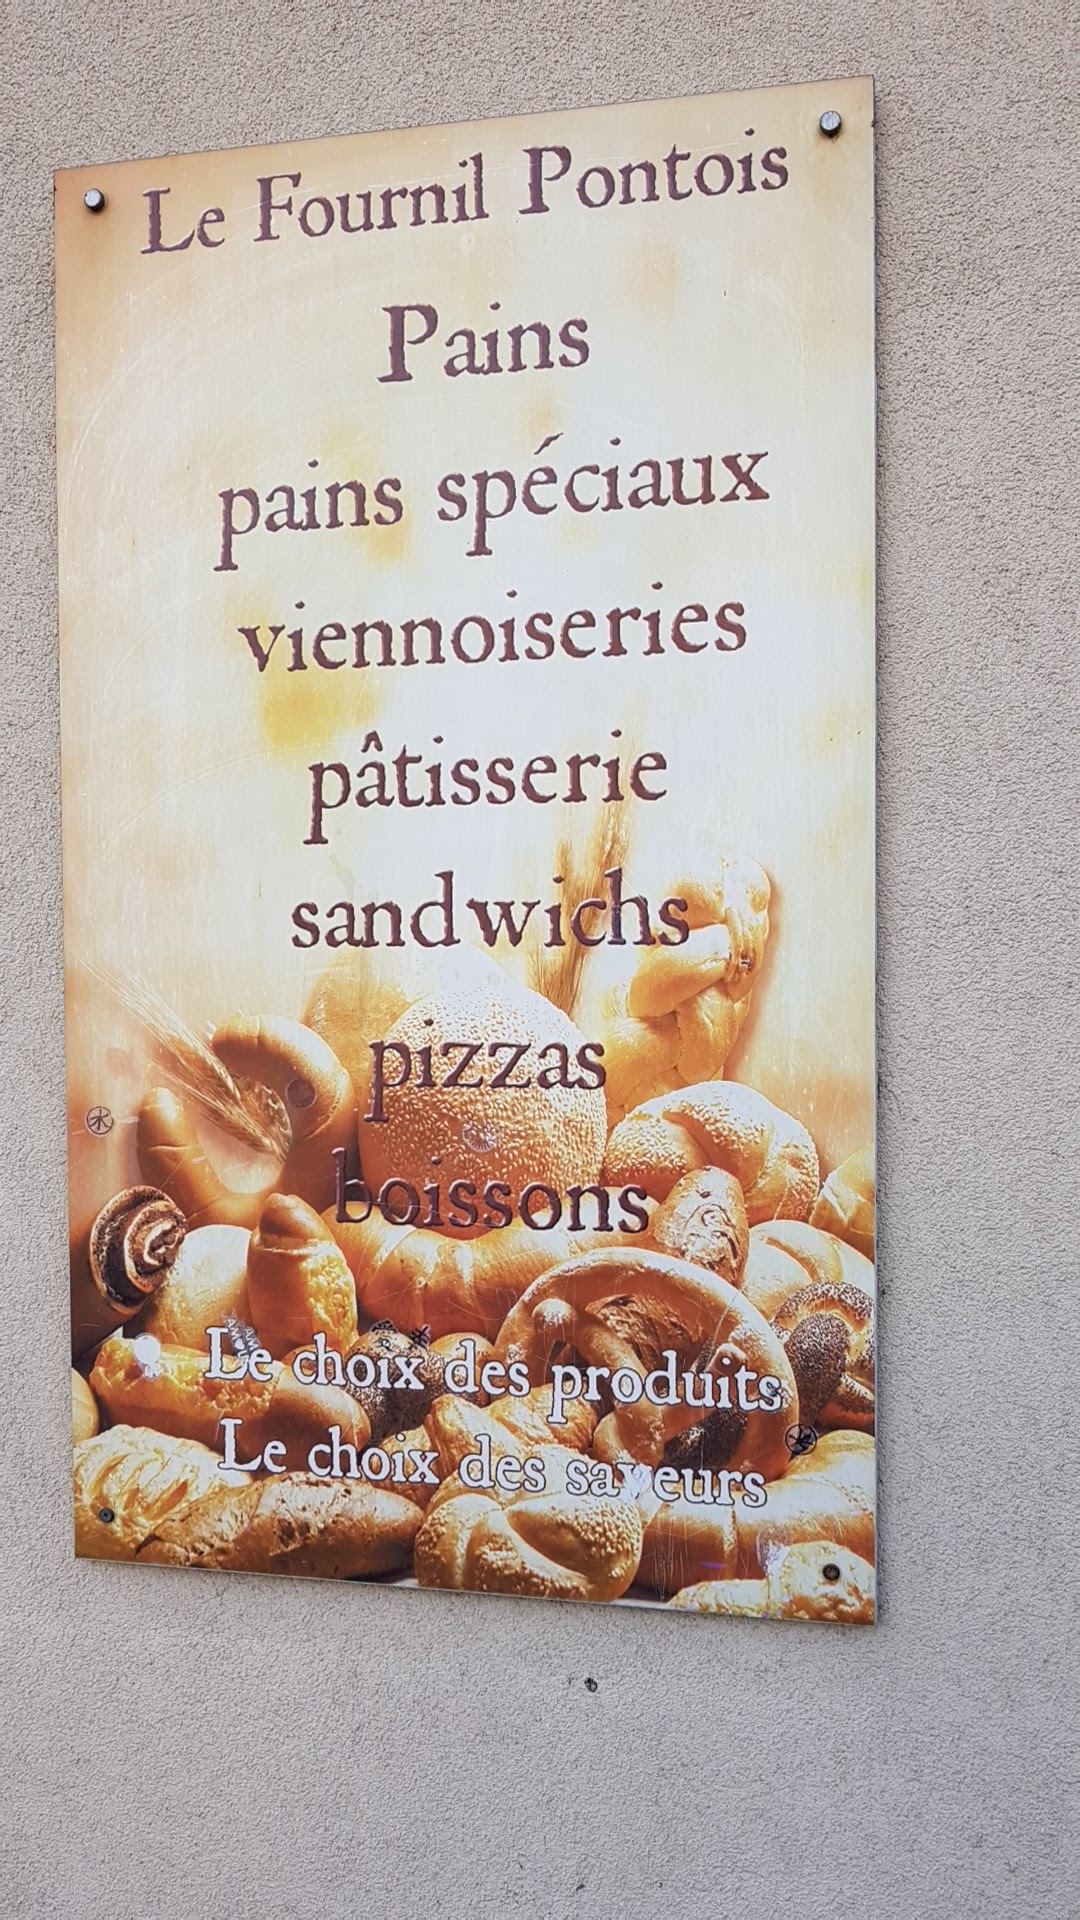 Le Fournil Pontois
Pains
pains spéciaux
viennoiseries
pâtisserie
sandwichs
pizzas
boissons
Le choix des produits
Le choix des saveurs